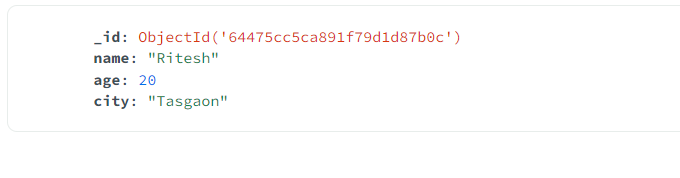 _id: ObjectId('64475cc5ca891f79d1d87b0c')
name: "Ritesh"
age: 20
city: "Tasgaon"